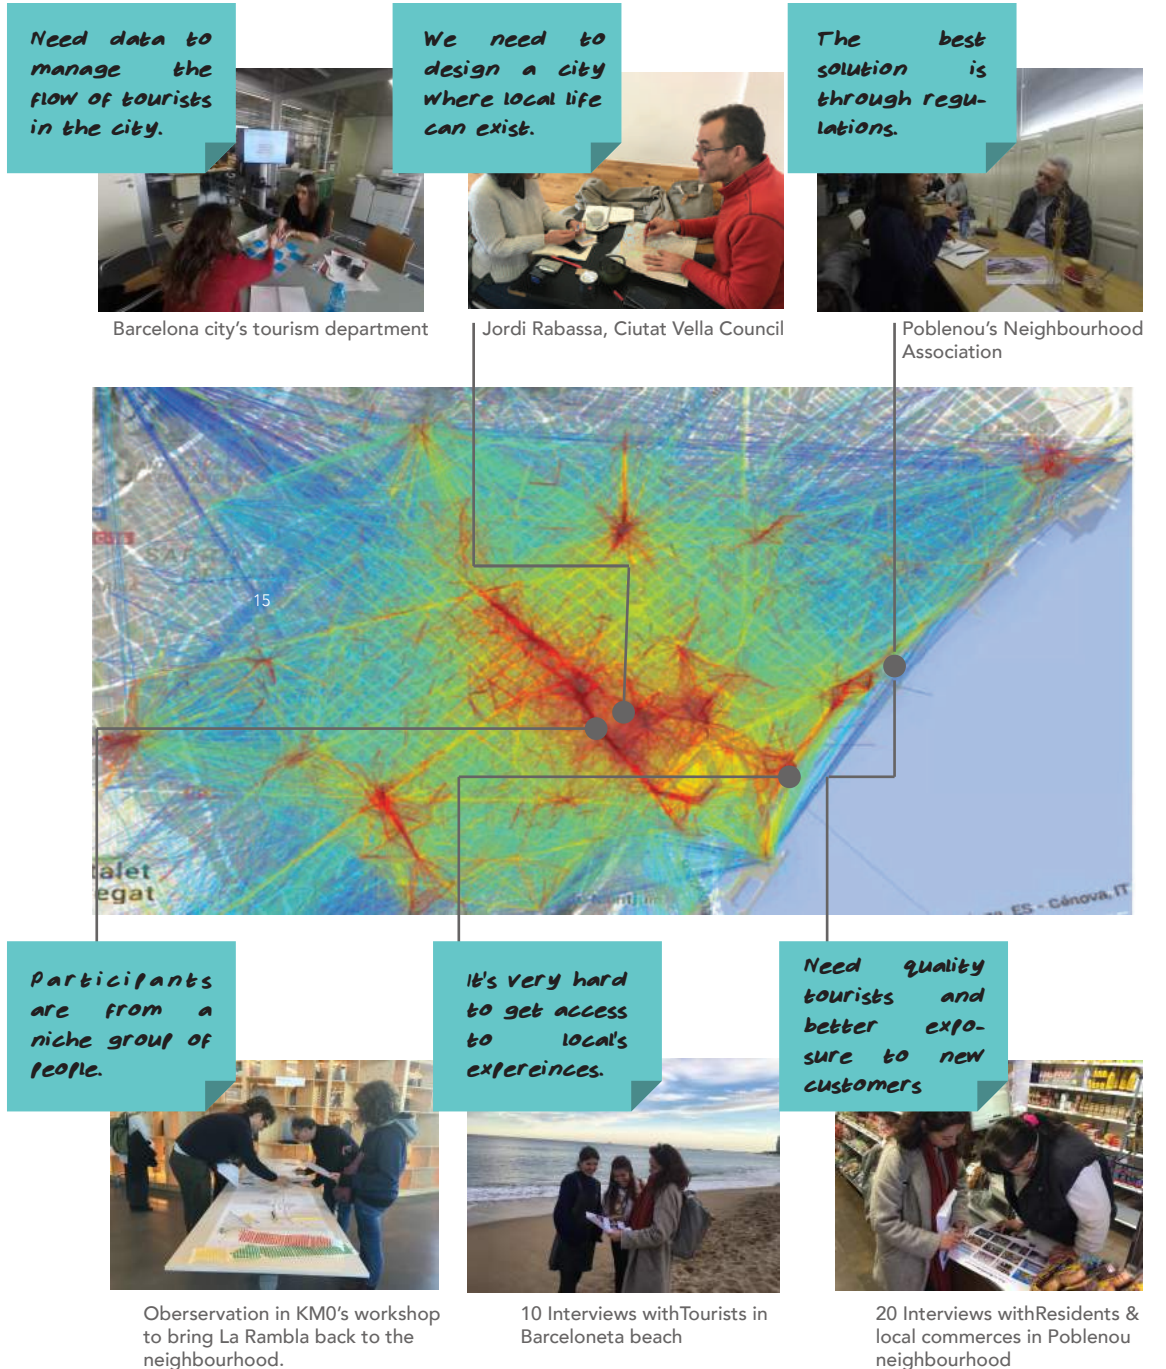 Need data to
manage the
flow of tourists
in the city.
We need to
design a city
where local life
can exist.
The best
solution is
through regu-
lations.
Barcelona city's tourism department
Jordi Rabassa, Ciutat Vella Council
Poblenou's Neighbourhood
Association
15
alet
egat
ES - Cénova, IT
Participants
are from a
niche group of
people.
It's very hard
to get access
to local's
expereinces.
Need quality
tourists and
better expo-
sure to new
customers
Oberservation in KM0's workshop
to bring La Rambla back to the
neighbourhood.
10 Interviews withTourists in
Barceloneta beach
20 Interviews withResidents &
local commerces in Poblenou
neighbourhood